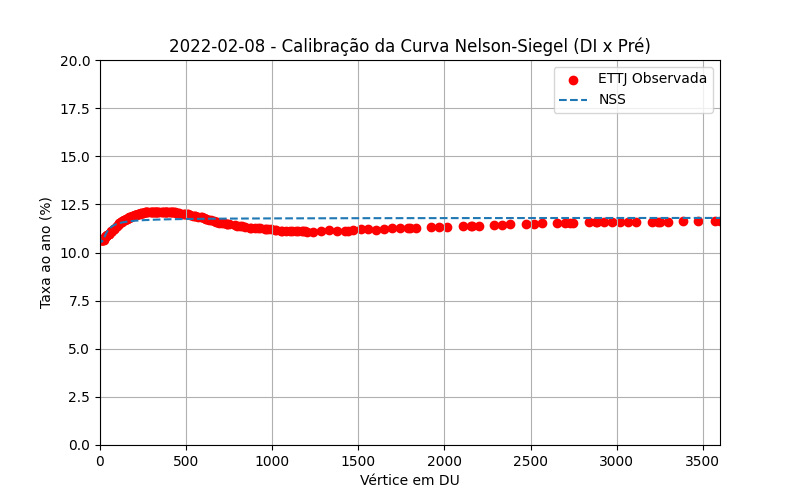 2022-02-08 - Calibração da Curva Nelson-Siegel (DI x Pré)
ETTJ Observada
NSS
Taxa ao ano (%)
20.0
17.5
15.0
12.5
10.0
7.5
5.0
2.5
0.0
0 500 1000 1500 2000 2500 3000 3500
Vértice em DU